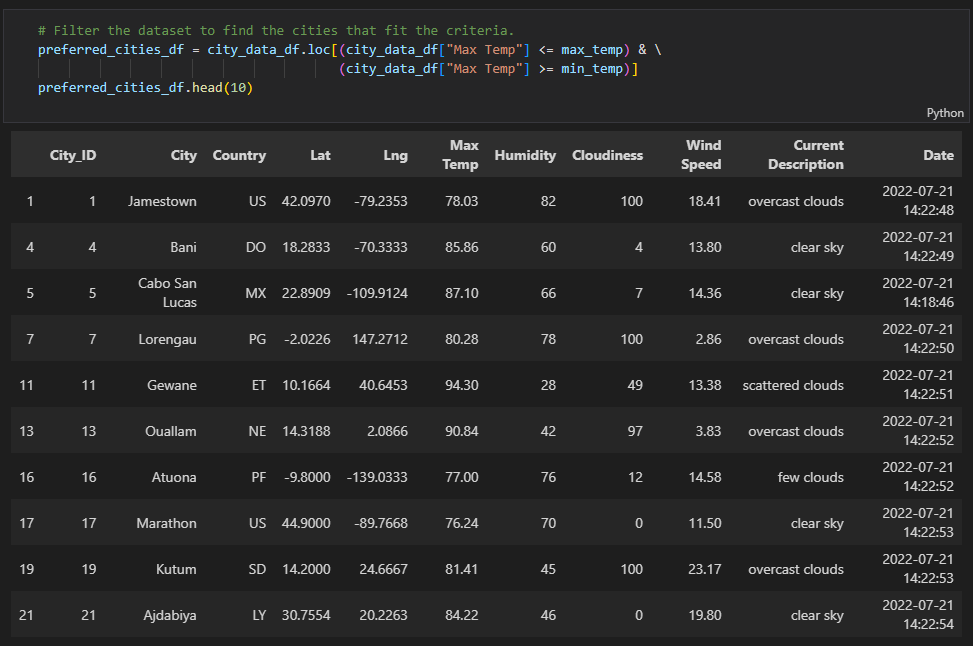 # Filter the dataset to find the cities that fit the criteria.
preferred_cities_df = city_data_df.loc[(city_data_df["Max Temp"] <= max_temp) & \
(city_data_df["Max Temp"] >= min_temp)]
preferred_cities_df.head(10)
Python
City_ID City Country Lat Lng Max Temp Humidity Cloudiness Wind Speed Current Description Date
1 1 Jamestown US 42.0970 -79.2353 78.03 82 100 18.41 overcast clouds 2022-07-21 14:22:48
4 4 Bani DO 18.2833 -70.3333 85.86 60 4 13.80 clear sky 2022-07-21 14:22:49
5 5 Cabo San Lucas MX 22.8909 -109.9124 87.10 66 7 14.36 clear sky 2022-07-21 14:18:46
7 7 Lorengau PG -2.0226 147.2712 80.28 78 100 2.86 overcast clouds 2022-07-21 14:22:50
11 11 Gewane ET 10.1664 40.6453 94.30 28 49 13.38 scattered clouds 2022-07-21 14:22:51
13 13 Ouallam NE 14.3188 2.0866 90.84 42 97 3.83 overcast clouds 2022-07-21 14:22:52
16 16 Atuona PF -9.8000 -139.0333 77.00 76 12 14.58 few clouds 2022-07-21 14:22:52
17 17 Marathon US 44.9000 -89.7668 76.24 70 0 11.50 clear sky 2022-07-21 14:22:53
19 19 Kutum SD 14.2000 24.6667 81.41 45 100 23.17 overcast clouds 2022-07-21 14:22:53
21 21 Ajdabiya LY 30.7554 20.2263 84.22 46 0 19.80 clear sky 2022-07-21 14:22:54